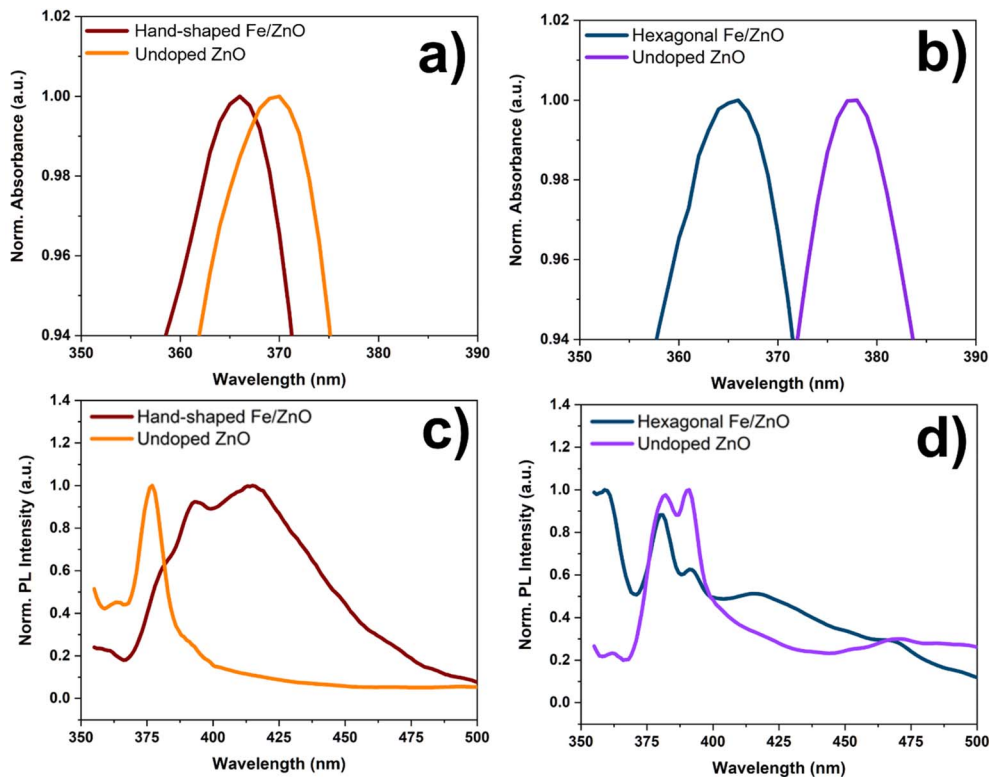 Hand-shaped Fe/ZnO
Undoped ZnO
a)
1.02
1.00
0.98
0.96
0.94
Norm. Absorbance (a.u.)
350 360 370 380 390
Wavelength (nm)
Hexagonal Fe/ZnO
Undoped ZnO
b)
1.02
1.00
0.98
0.96
0.94
Norm. Absorbance (a.u.)
350 360 370 380 390
Wavelength (nm)
Hand-shaped Fe/ZnO
Undoped ZnO
c)
1.4
1.2
1.0
0.8
0.6
0.4
0.2
0.0
Norm. PL Intensity (a.u.)
350 375 400 425 450 475 500
Wavelength (nm)
Hexagonal Fe/ZnO
Undoped ZnO
d)
1.4
1.2
1.0
0.8
0.6
0.4
0.2
0.0
Norm. PL Intensity (a.u.)
350 375 400 425 450 475 500
Wavelength (nm)